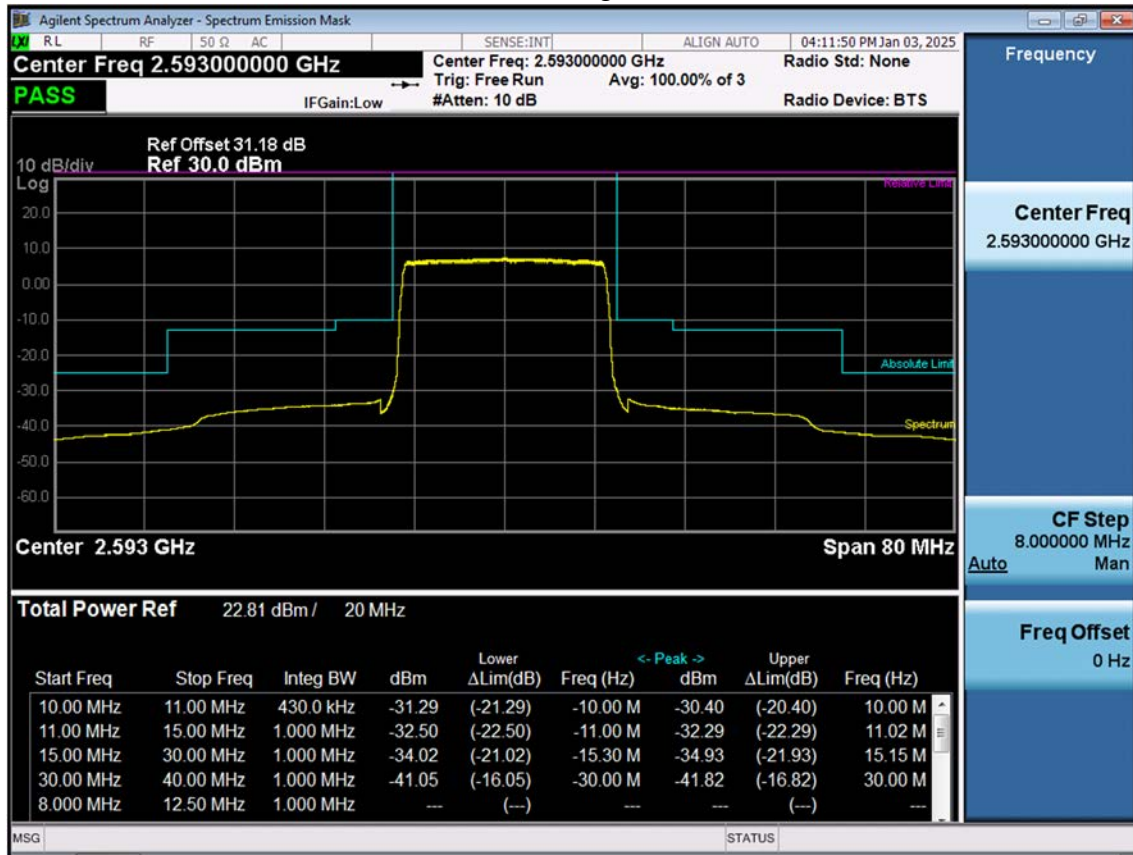 Agilent Spectrum Analyzer - Spectrum Emission Mask
LXI RL RF 50 Ω AC SENSE:INT ALIGN AUTO 04:11:50 PM Jan 03, 2025
Center Freq 2.593000000 GHz
Center Freq: 2.593000000 GHz
Radio Std: None
Trig: Free Run Avg: 100.00% of 3
PASS
IFGain:Low
#Atten: 10 dB
Radio Device: BTS
Ref Offset 31.18 dB
10 dB/div Ref 30.0 dBm
Log
Relative Limit
20.0
10.0
0.00
-10.0
-20.0
Absolute Limit
-30.0
-40.0
Spectrum
-50.0
-60.0
Center 2.593 GHz Span 80 MHz
Total Power Ref 22.81 dBm / 20 MHz
Lower <- Peak -> Upper
Start Freq Stop Freq Integ BW dBm ΔLim(dB) Freq (Hz) dBm ΔLim(dB) Freq (Hz)
10.00 MHz 11.00 MHz 430.0 kHz -31.29 (-21.29) -10.00 M -30.40 (-20.40) 10.00 M
11.00 MHz 15.00 MHz 1.000 MHz -32.50 (-22.50) -11.00 M -32.29 (-22.29) 11.02 M
15.00 MHz 30.00 MHz 1.000 MHz -34.02 (-21.02) -15.30 M -34.93 (-21.93) 15.15 M
30.00 MHz 40.00 MHz 1.000 MHz -41.05 (-16.05) -30.00 M -41.82 (-16.82) 30.00 M
8.000 MHz 12.50 MHz 1.000 MHz --- (---) --- --- (---) ---
MSG STATUS
Frequency
Center Freq
2.593000000 GHz
CF Step
8.000000 MHz
Auto Man
Freq Offset
0 Hz